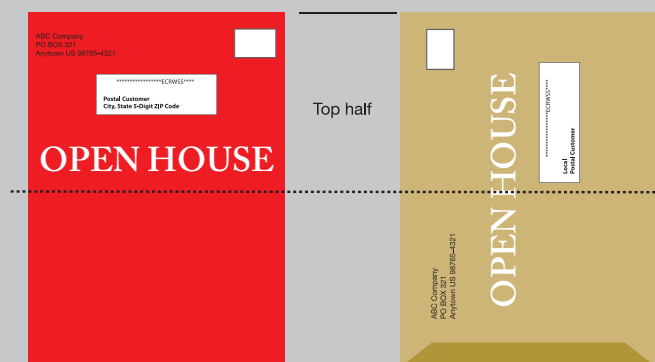 ABC Company
PO BOX 321
Anytown US 98765-4321
*****************ECRWSS****
Postal Customer
City, State 5-Digit ZIP Code
OPEN HOUSE
Top half
*****************ECRWSS****
Local
Postal Customer
OPEN HOUSE
ABC Company
PO BOX 321
Anytown US 98765-4321